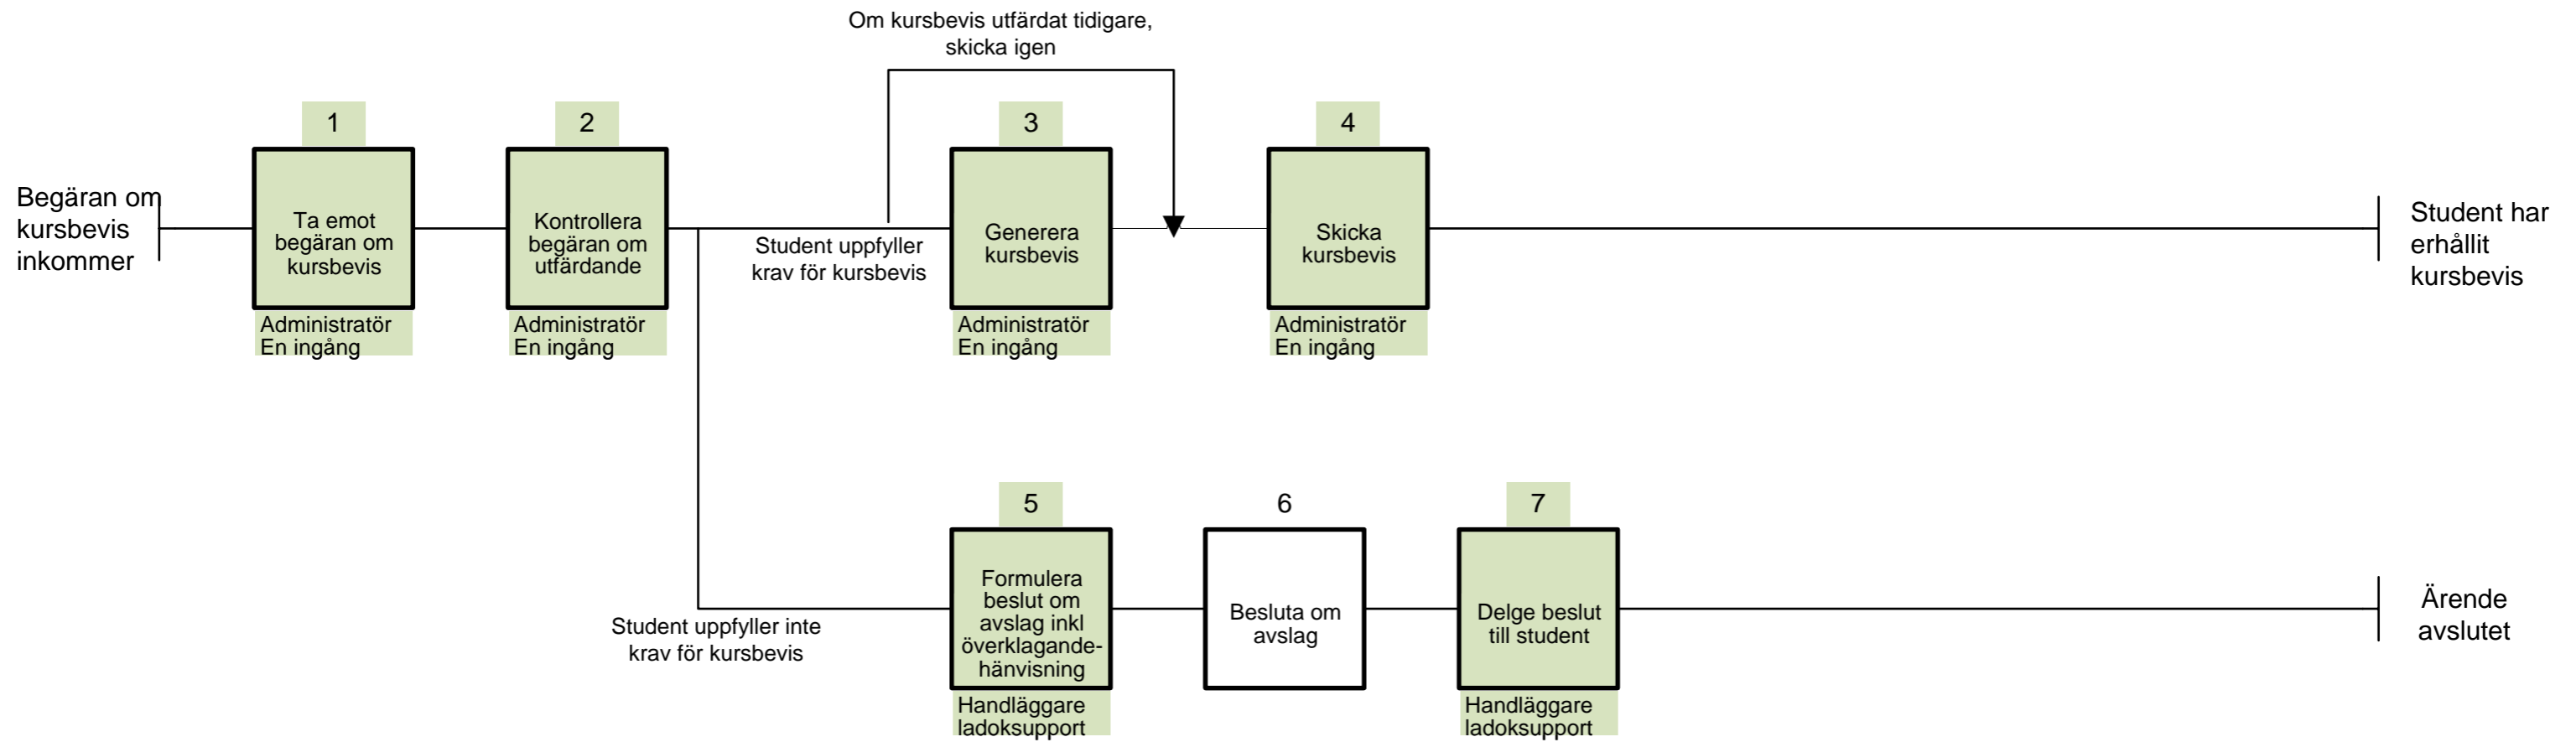 Om kursbevis utfärdat tidigare,
skicka igen
Begäran om
kursbevis
inkommer
1
Ta emot
begäran om
kursbevis
Administratör
En ingång
2
Kontrollera
begäran om
utfärdande
Administratör
En ingång
Student uppfyller
krav för kursbevis
3
Generera
kursbevis
Administratör
En ingång
4
Skicka
kursbevis
Administratör
En ingång
Student har
erhållit
kursbevis
Student uppfyller inte
krav för kursbevis
5
Formulera
beslut om
avslag inkl
överklagande-
hänvisning
Handläggare
ladoksupport
6
Besluta om
avslag
7
Delge beslut
till student
Handläggare
ladoksupport
Ärende
avslutet